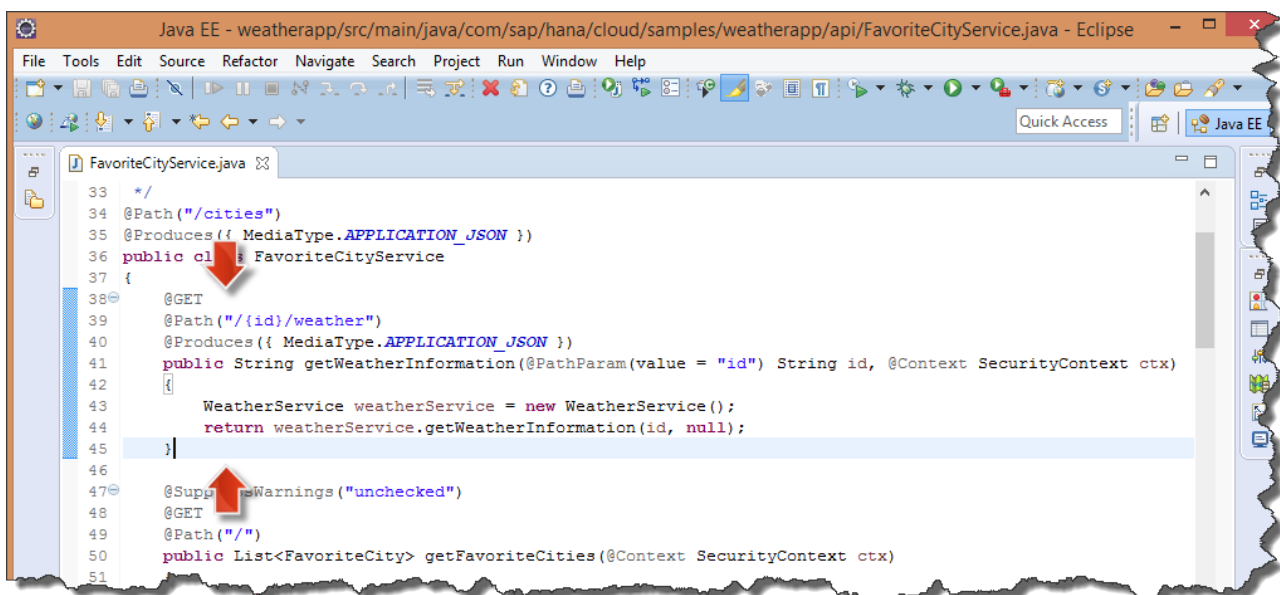 Java EE - weatherapp/src/main/java/com/sap/hana/cloud/samples/weatherapp/api/FavoriteCityService.java - Eclipse
File Tools Edit Source Refactor Navigate Search Project Run Window Help
Quick Access Java EE
FavoriteCityService.java
33 */
34 @Path("/cities")
35 @Produces({ MediaType.APPLICATION_JSON })
36 public FavoriteCityService
37 {
38 @GET
39 @Path("/{id}/weather")
40 @Produces({ MediaType.APPLICATION_JSON })
41 public String getWeatherInformation(@PathParam(value = "id") String id, @Context SecurityContext ctx)
42 {
43 WeatherService weatherService = new WeatherService();
44 return weatherService.getWeatherInformation(id, null);
45 }
46
47 ("unchecked")
48 @GET
49 @Path("/")
50 public List<FavoriteCity> getFavoriteCities(@Context SecurityContext ctx)
51